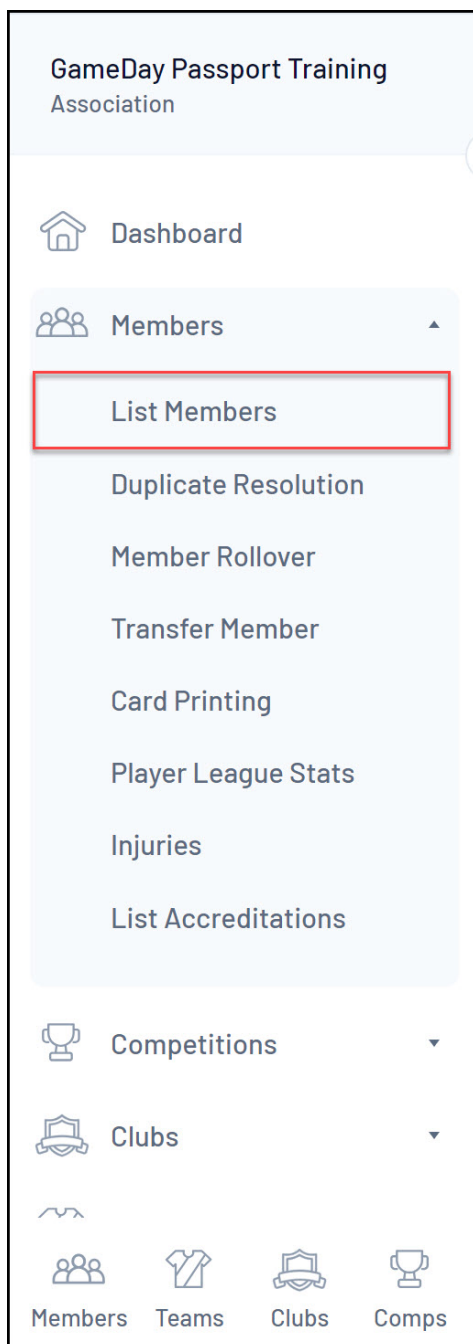 GameDay Passport Training
Association
Dashboard
Members
List Members
Duplicate Resolution
Member Rollover
Transfer Member
Card Printing
Player League Stats
Injuries
List Accreditations
Competitions
Clubs
Members Teams Clubs Comps